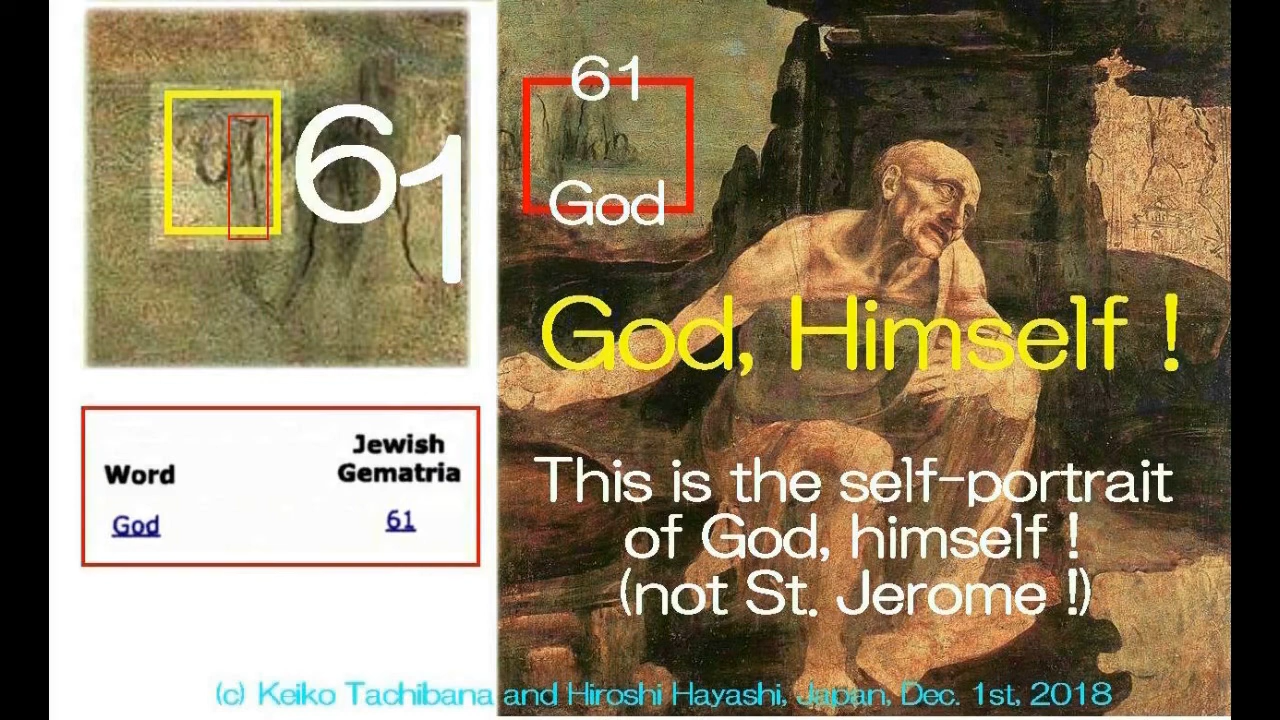 61
61
God
God, Himself !
Jewish
Word Gematria
God 61
This is the self-portrait
of God, himself !
(not St. Jerome !)
(c) Keiko Tachibana and Hiroshi Hayashi, Japan, Dec. 1st, 2018